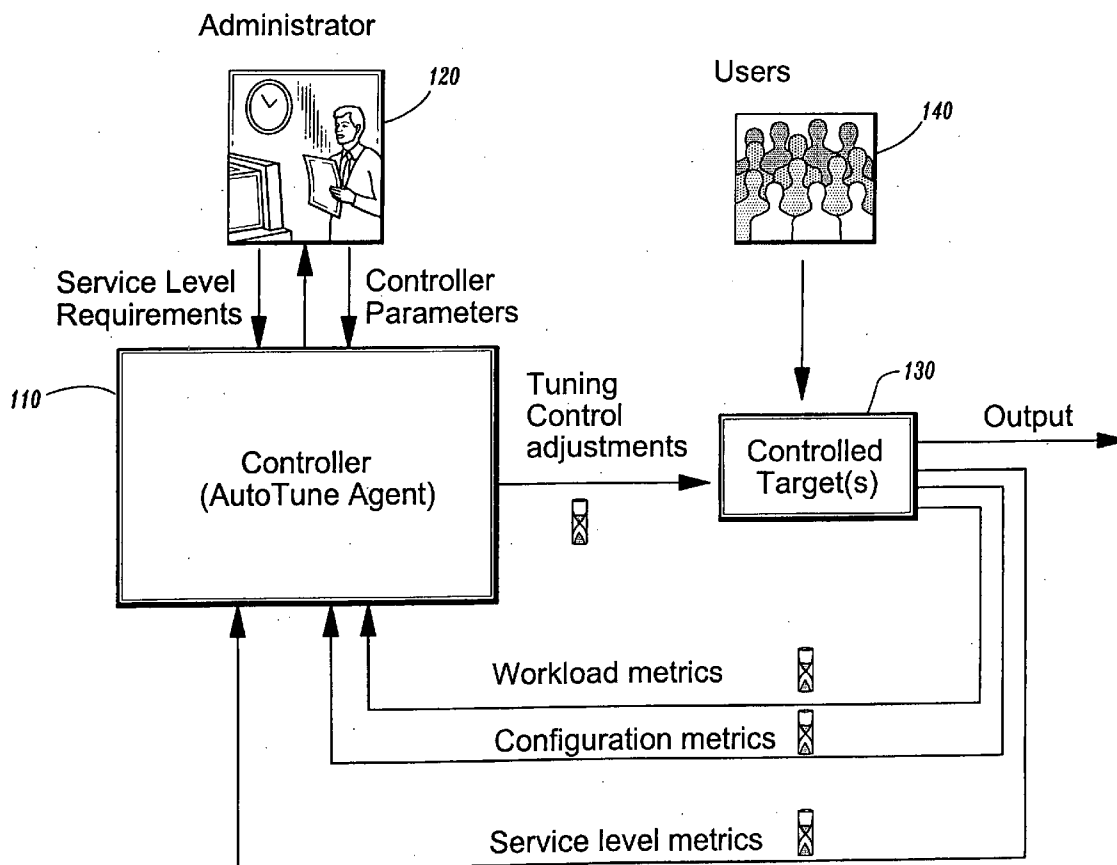 Administrator
120
Users
140
Service Level
Requirements
Controller
Parameters
110
Controller
(AutoTune Agent)
Tuning
Control
adjustments
130
Controlled
Target(s)
Output
Workload metrics
Configuration metrics
Service level metrics